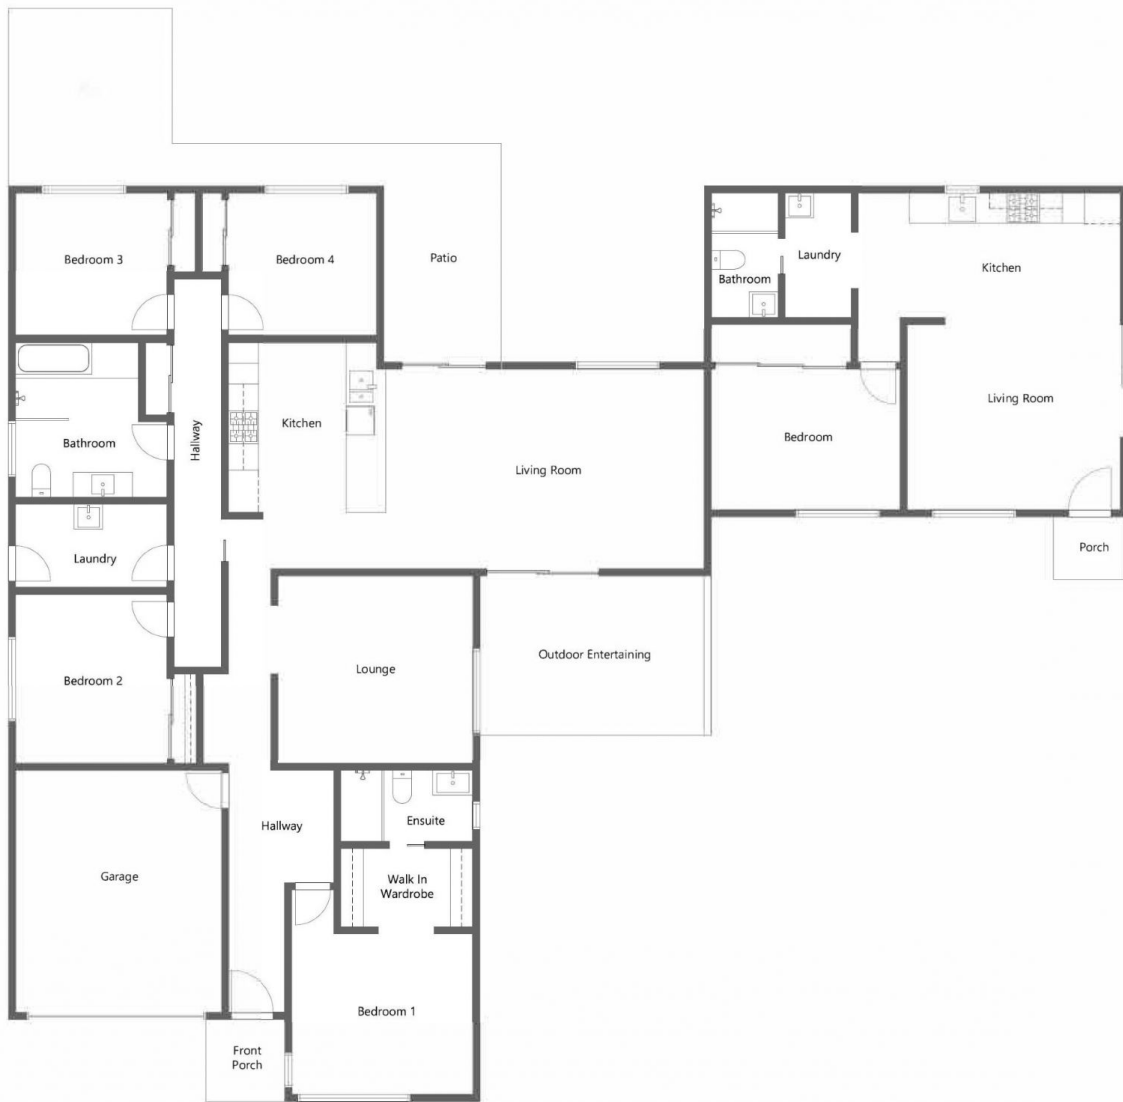 Bedroom 3
Bedroom 4
Patio
Bathroom
Laundry
Kitchen
Living Room
Bedroom
Porch
Kitchen
Hallway
Bathroom
Living Room
Laundry
Bedroom 2
Lounge
Outdoor Entertaining
Ensuite
Hallway
Walk In
Wardrobe
Garage
Bedroom 1
Front
Porch